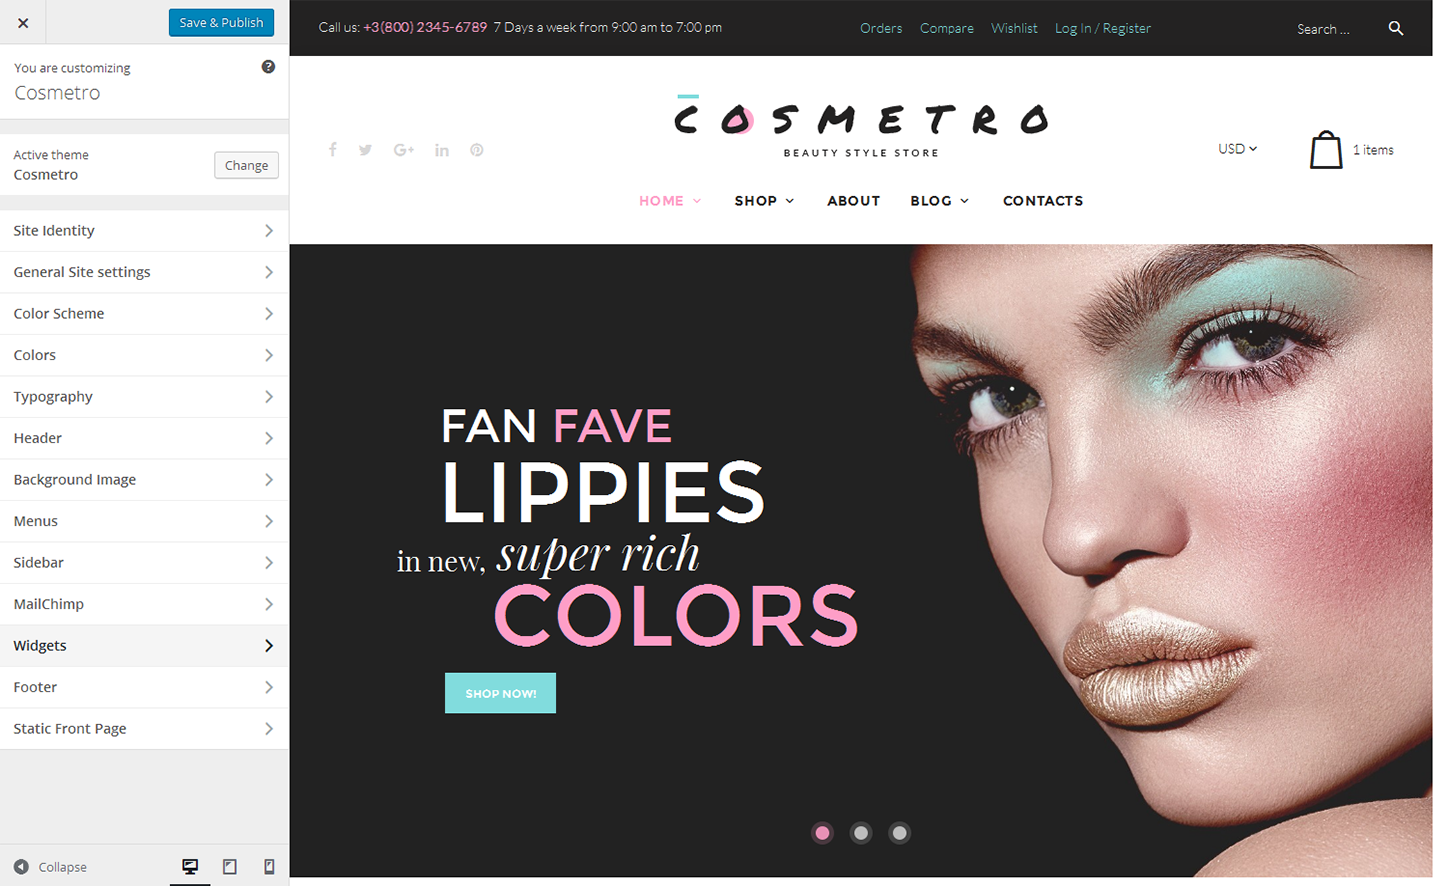 Save & Publish
You are customizing
Cosmetro
Active theme
Cosmetro
Change
Site Identity
General Site settings
Color Scheme
Colors
Typography
Header
Background Image
Menus
Sidebar
MailChimp
Widgets
Footer
Static Front Page
Collapse
Call us: +3(800) 2345-6789 7 Days a week from 9:00 am to 7:00 pm
Orders Compare Wishlist Log In / Register
Search ...
COSMETRO
BEAUTY STYLE STORE
USD
1 items
HOME SHOP ABOUT BLOG CONTACTS
FAN FAVE
LIPPIES
in new, super rich
COLORS
SHOP NOW!